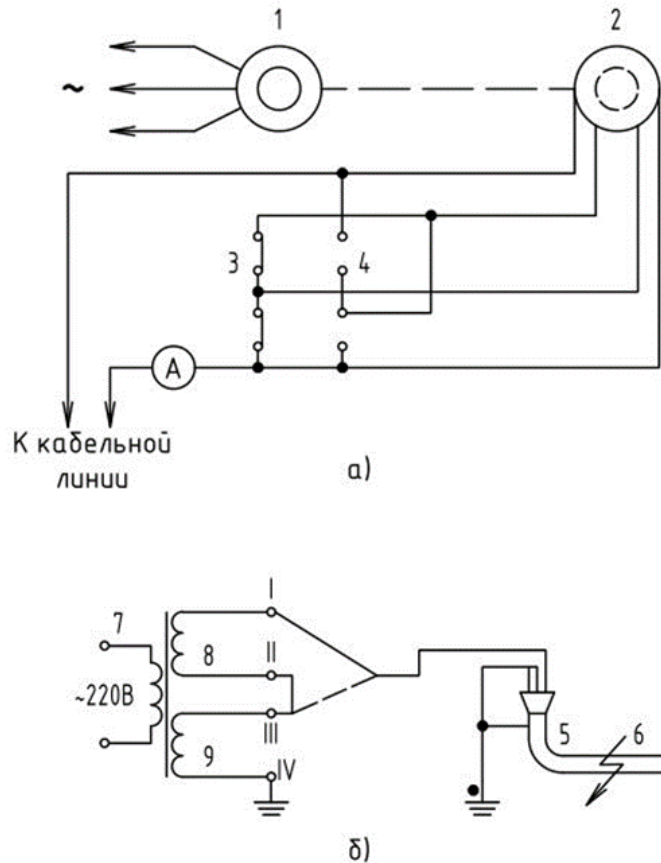 1 2
~
3 4
A
К кабельной
линии
а)
I
7
II
8
~220В
III
9
IV
5 6
б)